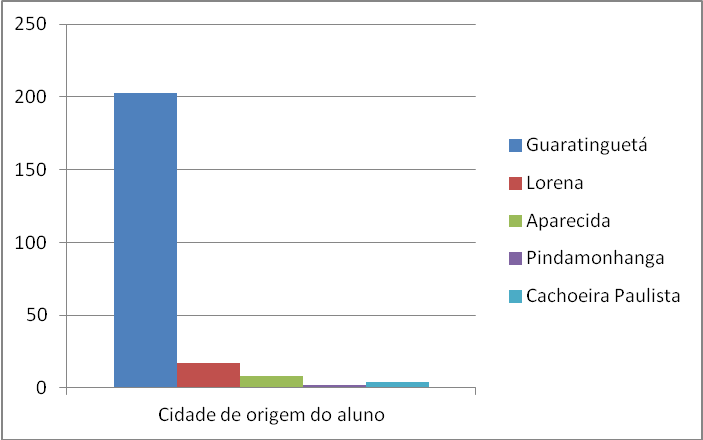 250
200
150
100
50
0
Cidade de origem do aluno
Guaratinguetá
Lorena
Aparecida
Pindamonhanga
Cachoeira Paulista